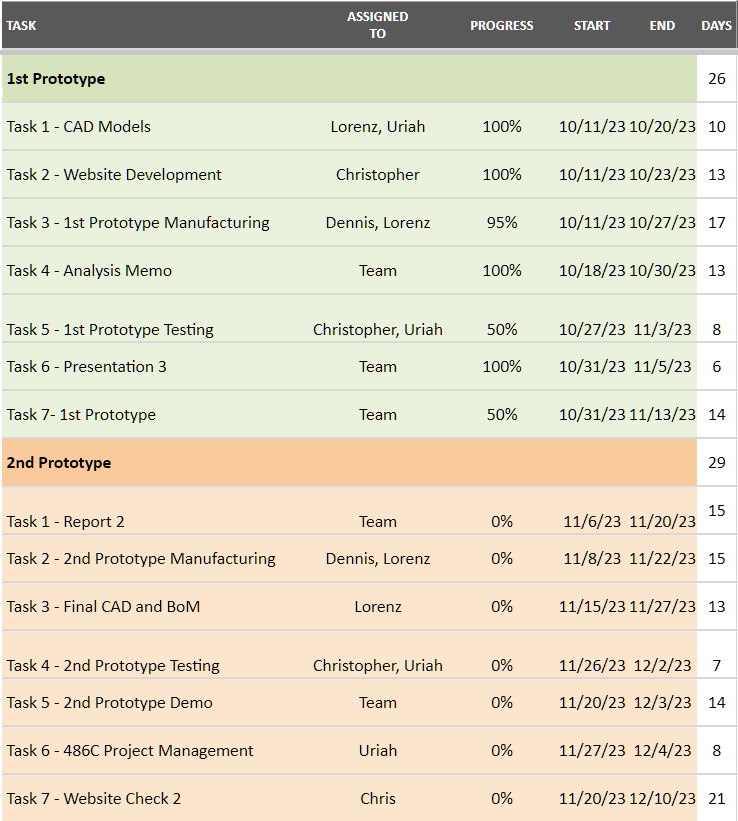 TASK ASSIGNED TO PROGRESS START END DAYS
1st Prototype 26
Task 1 - CAD Models Lorenz, Uriah 100% 10/11/23 10/20/23 10
Task 2 - Website Development Christopher 100% 10/11/23 10/23/23 13
Task 3 - 1st Prototype Manufacturing Dennis, Lorenz 95% 10/11/23 10/27/23 17
Task 4 - Analysis Memo Team 100% 10/18/23 10/30/23 13
Task 5 - 1st Prototype Testing Christopher, Uriah 50% 10/27/23 11/3/23 8
Task 6 - Presentation 3 Team 100% 10/31/23 11/5/23 6
Task 7- 1st Prototype Team 50% 10/31/23 11/13/23 14
2nd Prototype 29
Task 1 - Report 2 Team 0% 11/6/23 11/20/23 15
Task 2 - 2nd Prototype Manufacturing Dennis, Lorenz 0% 11/8/23 11/22/23 15
Task 3 - Final CAD and BoM Lorenz 0% 11/15/23 11/27/23 13
Task 4 - 2nd Prototype Testing Christopher, Uriah 0% 11/26/23 12/2/23 7
Task 5 - 2nd Prototype Demo Team 0% 11/20/23 12/3/23 14
Task 6 - 486C Project Management Uriah 0% 11/27/23 12/4/23 8
Task 7 - Website Check 2 Chris 0% 11/20/23 12/10/23 21